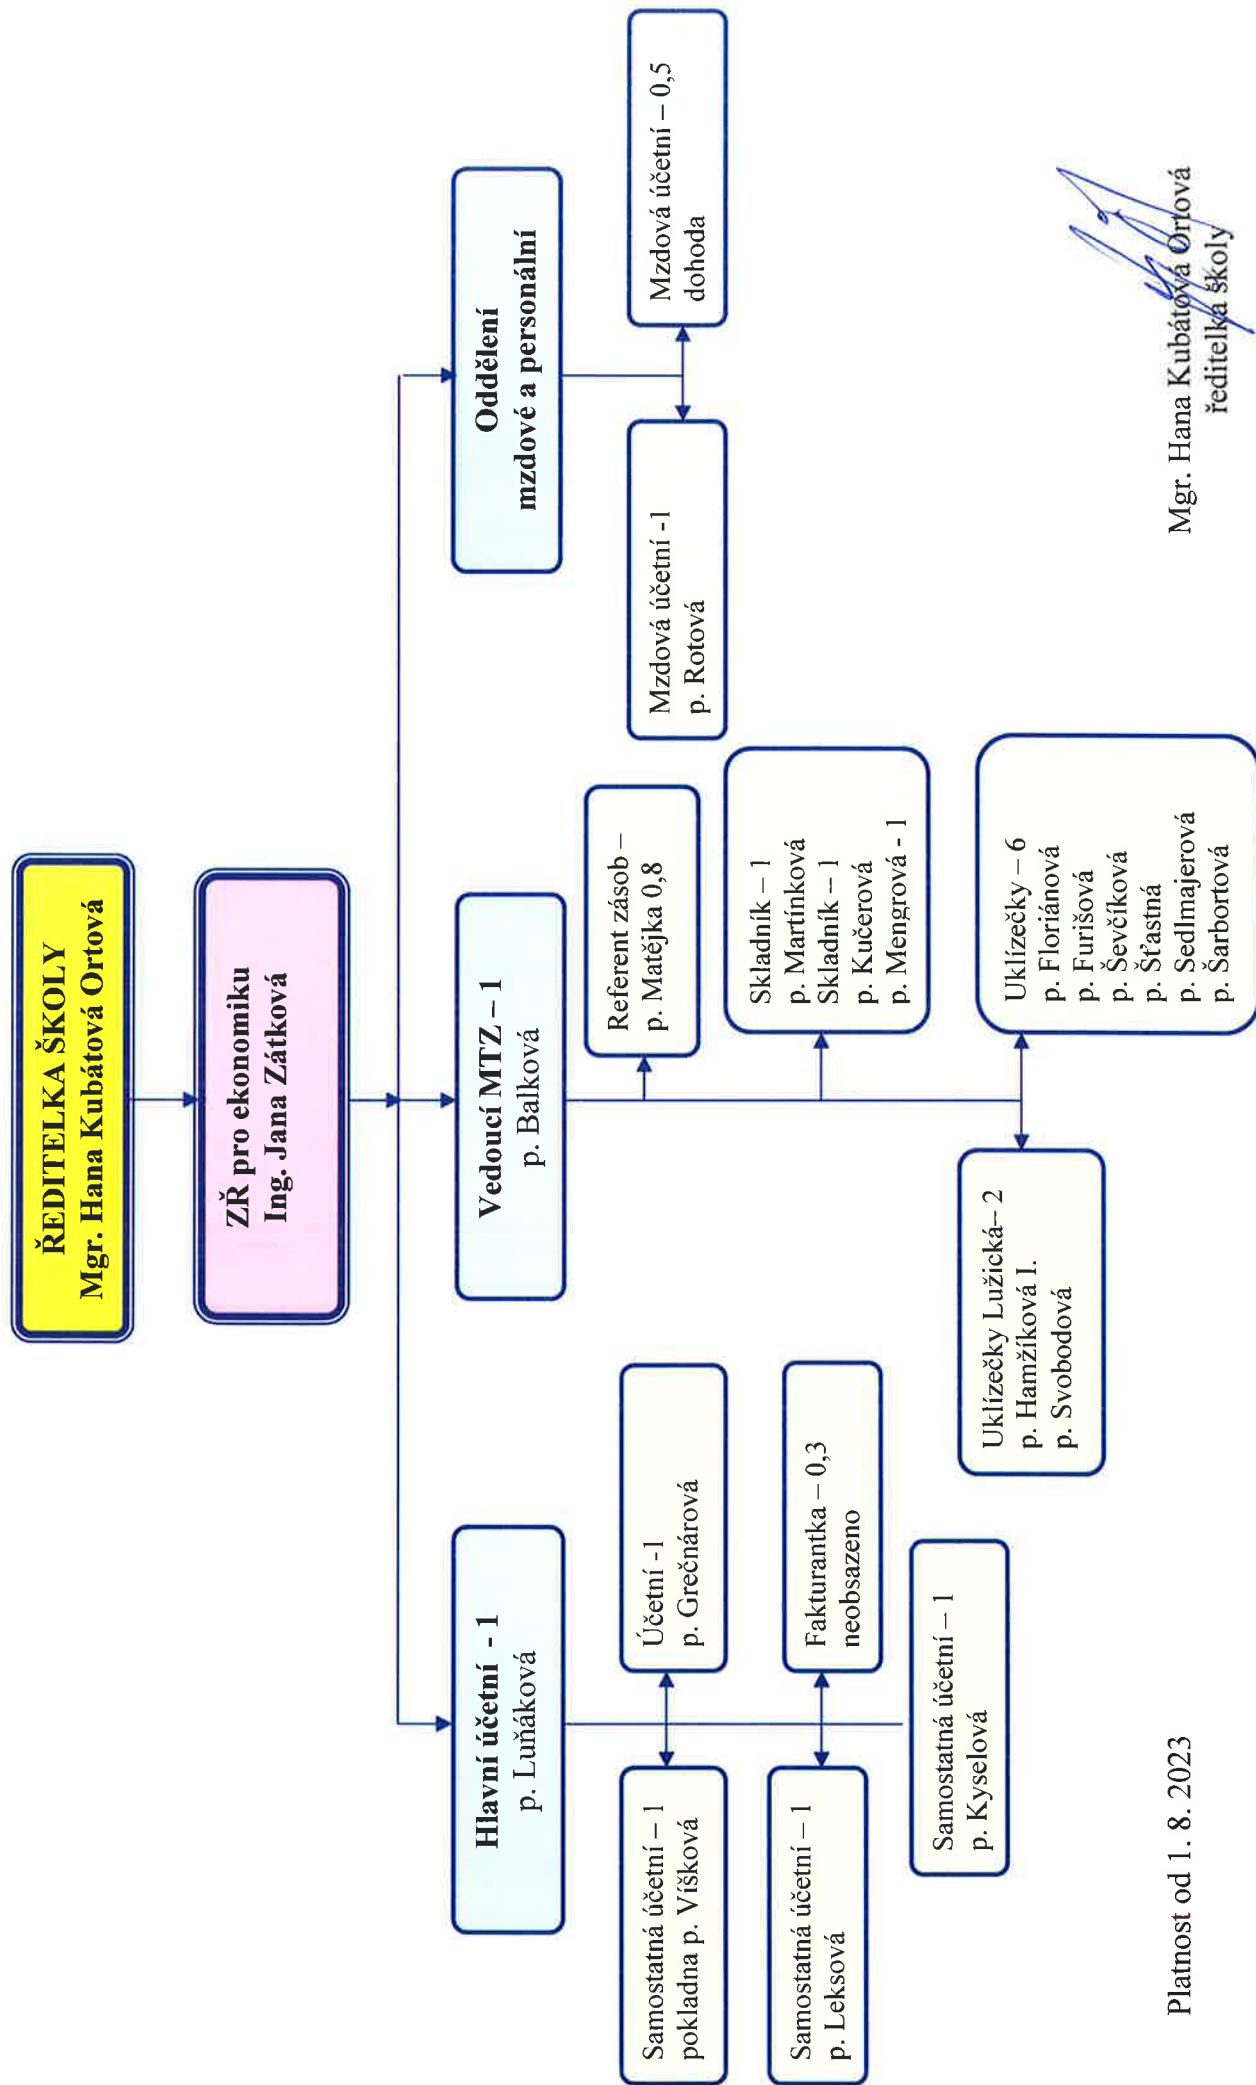 ŘEDITELKA ŠKOLY
Mgr. Hana Kubátová Ortová
ZŘ pro ekonomiku
Ing. Jana Zátková
Hlavní účetní - 1
p. Luňáková
Vedoucí MTZ – 1
p. Balková
Oddělení
mzdové a personální
Samostatná účetní – 1
pokladna p. Víšková
Účetní -1
p. Grečnárová
Samostatná účetní – 1
p. Leksová
Fakturantka – 0,3
neobsazeno
Samostatná účetní – 1
p. Kyselová
Referent zásob –
p. Matějka 0,8
Skladník – 1
p. Martínková
Skladník – 1
p. Kučerová
p. Mengrová - 1
Uklízečky Lužická– 2
p. Hamžíková I.
p. Svobodová
Uklízečky – 6
p. Floriánová
p. Furišová
p. Ševčíková
p. Šťastná
p. Sedlmajerová
p. Šarbortová
Mzdová účetní -1
p. Rotová
Mzdová účetní – 0,5
dohoda
Platnost od 1. 8. 2023
Mgr. Hana Kubátová Ortová
ředitelka školy